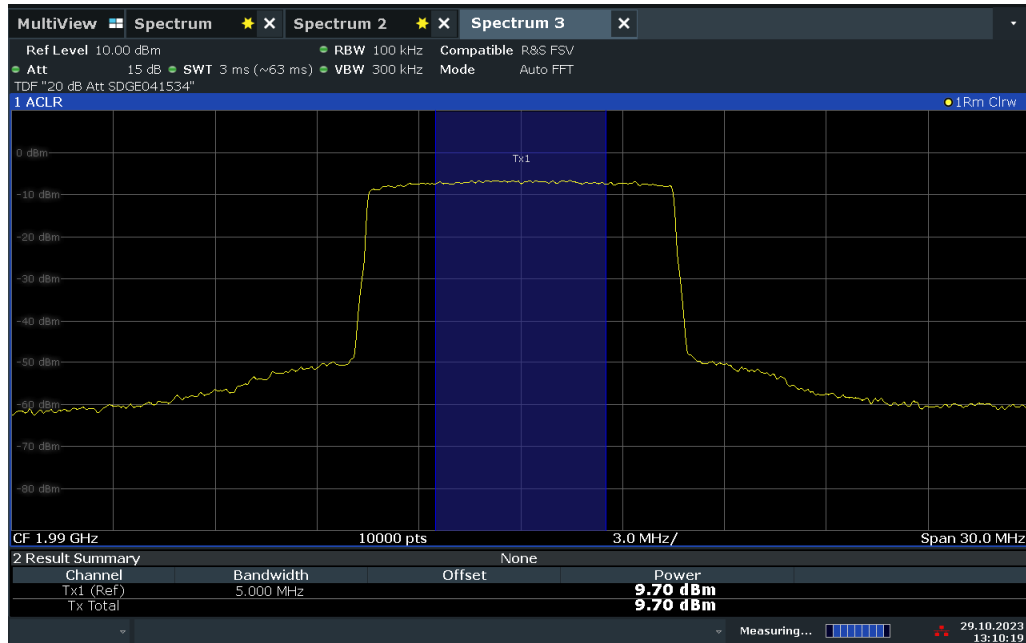 MultiView Spectrum Spectrum 2 Spectrum 3
Ref Level 10.00 dBm RBW 100 kHz Compatible R&S FSV
Att 15 dB SWT 3 ms (~63 ms) VBW 300 kHz Mode Auto FFT
TDF "20 dB Att SDGE041534"
1 ACLR 1Rm Clrw
0 dBm
Tx1
-10 dBm
-20 dBm
-30 dBm
-40 dBm
-50 dBm
-60 dBm
-70 dBm
-80 dBm
CF 1.99 GHz 10000 pts 3.0 MHz/ Span 30.0 MHz
2 Result Summary None
Channel Bandwidth Offset Power
Tx1 (Ref) 5.000 MHz 9.70 dBm
Tx Total 9.70 dBm
Measuring... 29.10.2023
13:10:19